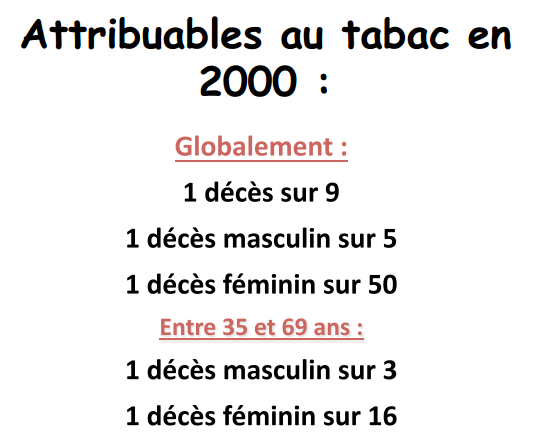 Attribuables au tabac en
2000 :
Globalement :
1 décès sur 9
1 décès masculin sur 5
1 décès féminin sur 50
Entre 35 et 69 ans :
1 décès masculin sur 3
1 décès féminin sur 16